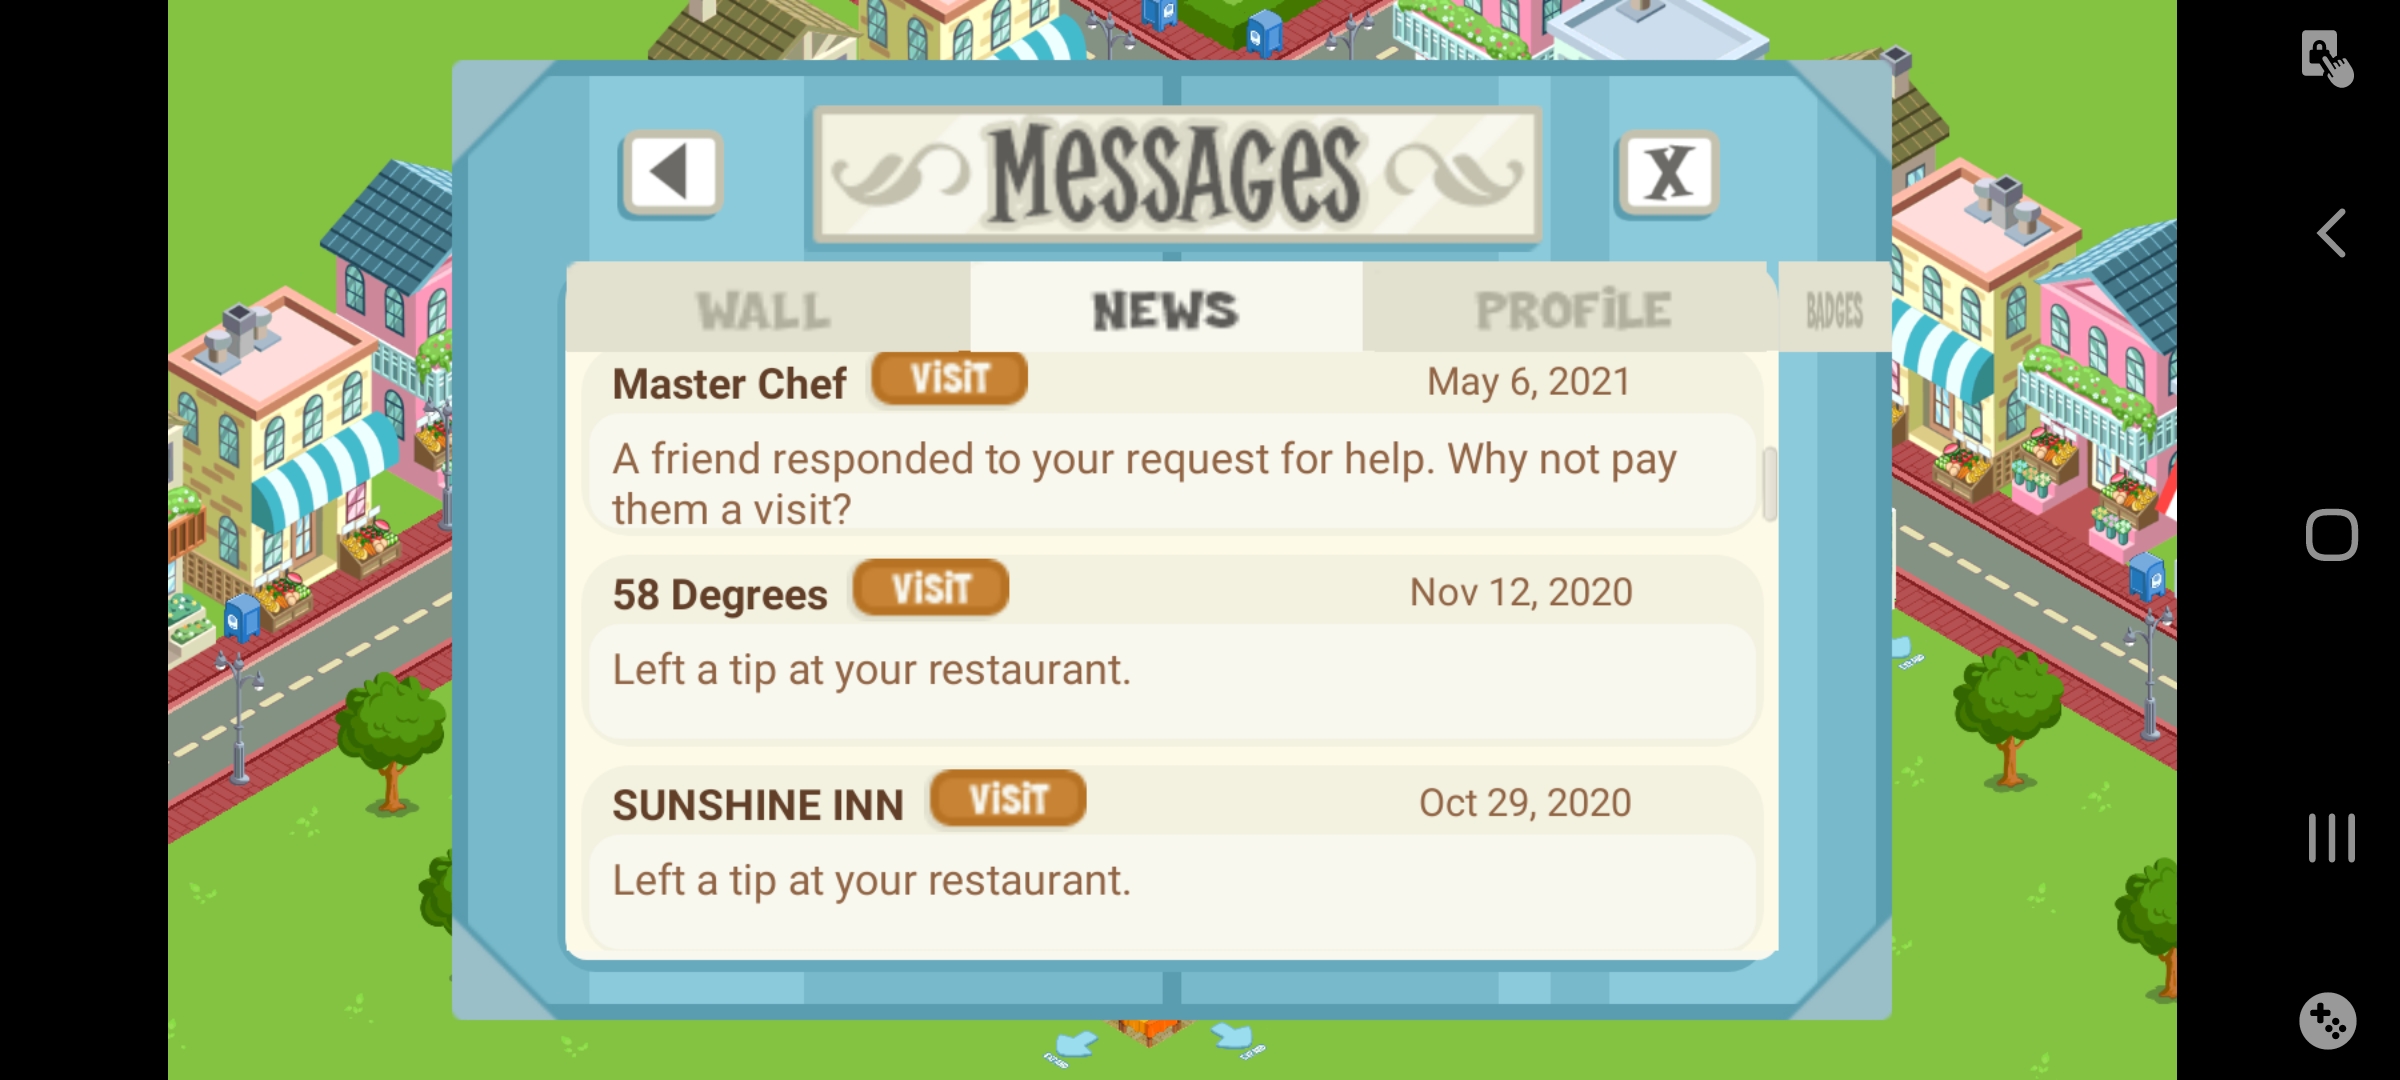 MESSAGES
X
WALL
NEWS
PROFILE
BADGES
Master Chef
VISIT
May 6, 2021
A friend responded to your request for help. Why not pay
them a visit?
58 Degrees
VISIT
Nov 12, 2020
Left a tip at your restaurant.
SUNSHINE INN
VISIT
Oct 29, 2020
Left a tip at your restaurant.